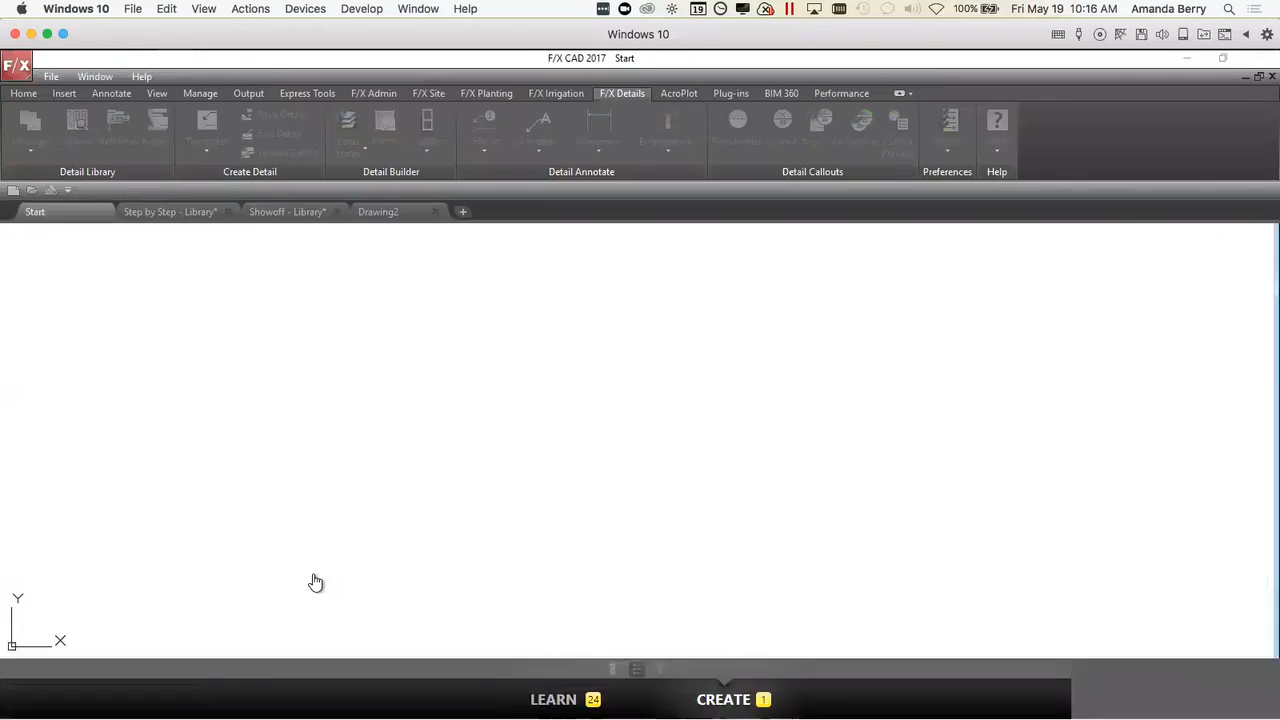 Windows 10 File Edit View Actions Devices Develop Window Help 19 100% Fri May 19 10:16 AM Amanda Berry
Windows 10
F/X CAD 2017 Start
F/X
File Window Help
Home Insert Annotate View Manage Output Express Tools F/X Admin F/X Site F/X Planting F/X Irrigation F/X Details AcroPlot Plug-ins BIM 360 Performance
Edit Detail
Detail Library Create Detail Detail Builder Detail Annotate Detail Callouts Preferences Help
Start Step by Step - Library* Showoff - Library* Drawing2
Y
X
LEARN 24 CREATE 1